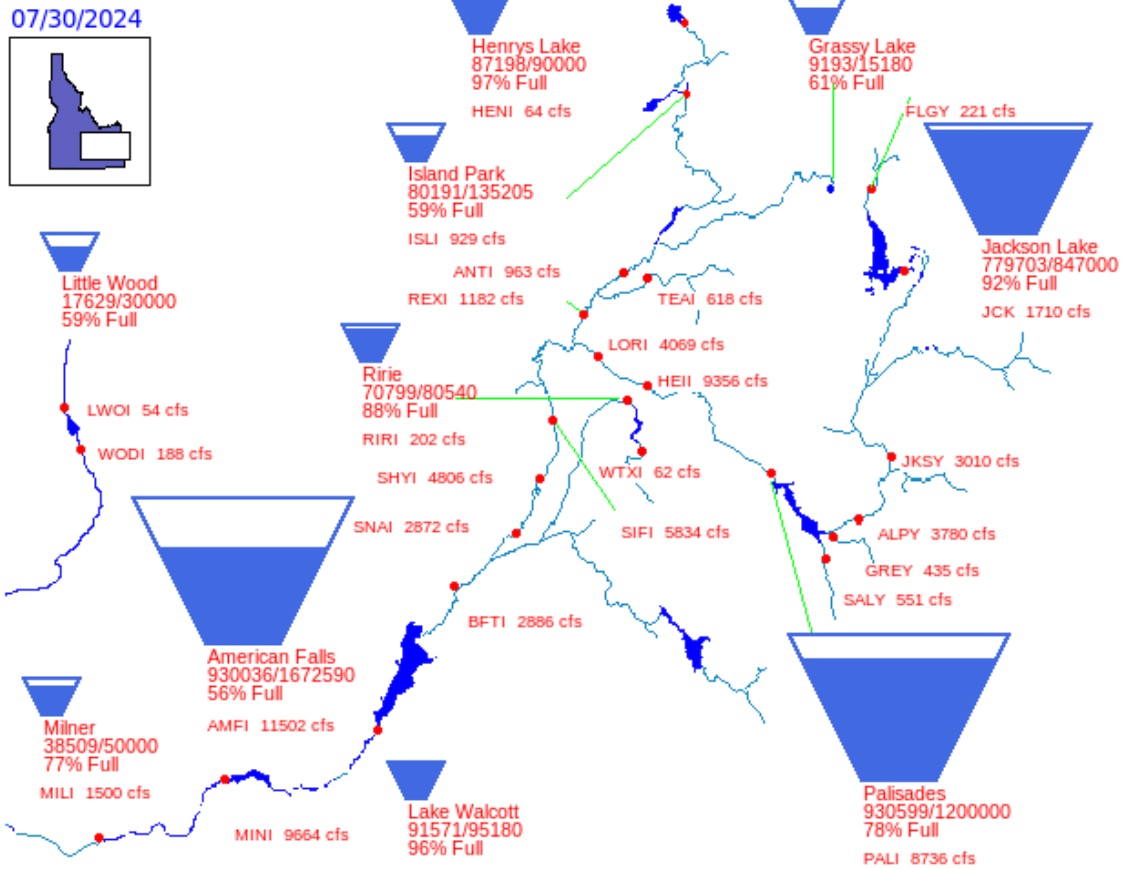 07/30/2024
Henrys Lake
87198/90000
97% Full
HENI 64 cfs
Grassy Lake
9193/15180
61% Full
FLGY 221 cfs
Island Park
80191/135205
59% Full
ISLI 929 cfs
Jackson Lake
779703/847000
92% Full
JCK 1710 cfs
Little Wood
17629/30000
59% Full
ANTI 963 cfs
REXI 1182 cfs
TEAI 618 cfs
LORI 4069 cfs
HEII 9356 cfs
Ririe
70799/80540
88% Full
RIRI 202 cfs
LWOI 54 cfs
WODI 188 cfs
SHYI 4806 cfs
WTXI 62 cfs
JKSY 3010 cfs
SNAI 2872 cfs
SIFI 5834 cfs
ALPY 3780 cfs
GREY 435 cfs
SALY 551 cfs
BFTI 2886 cfs
American Falls
930036/1672590
56% Full
AMFI 11502 cfs
Milner
38509/50000
77% Full
MILI 1500 cfs
MINI 9664 cfs
Lake Walcott
91571/95180
96% Full
Palisades
930599/1200000
78% Full
PALI 8736 cfs